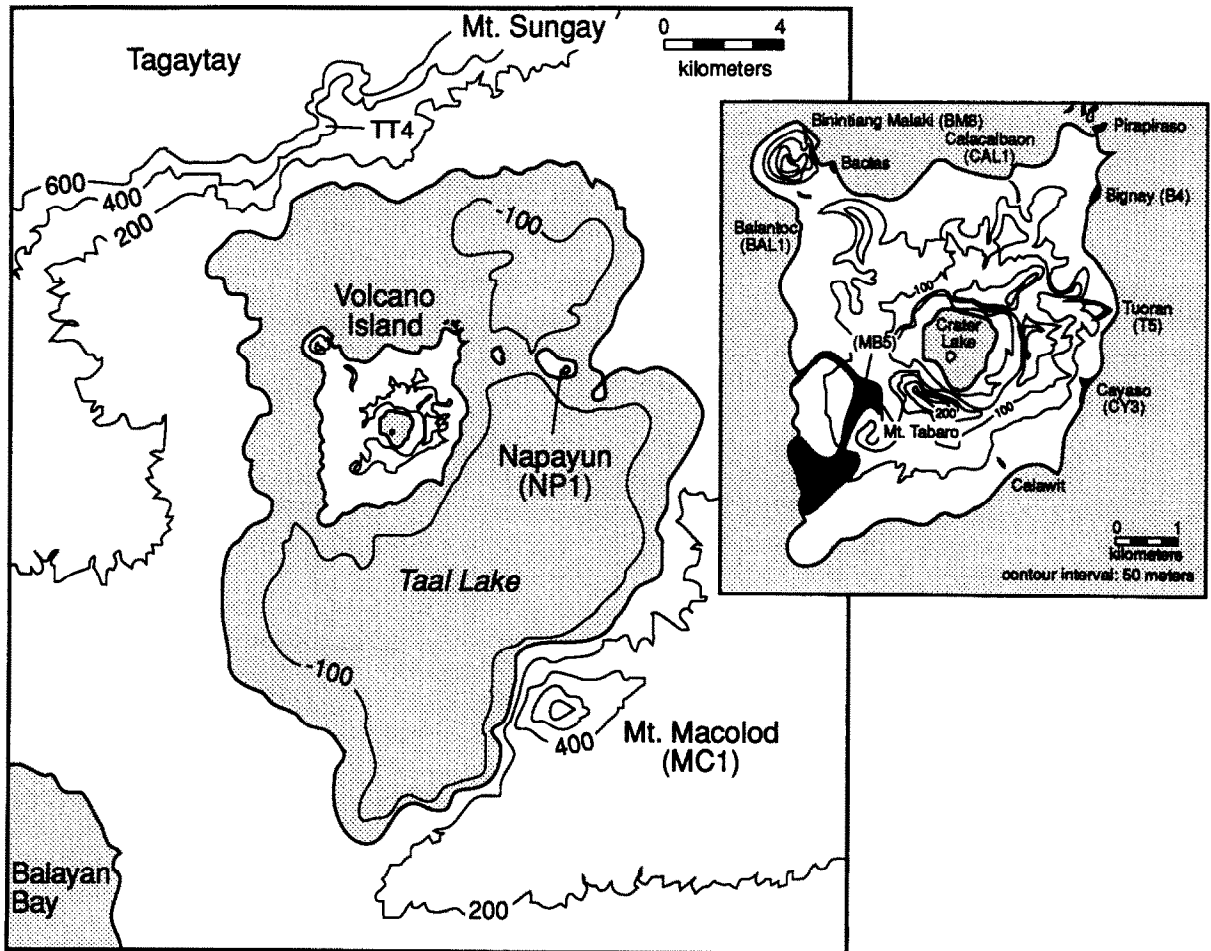 Mt. Sungay
Tagaytay
0 4
kilometers
TT4
600
400
200
-100
Volcano
Island
Napayun
(NP1)
Taal Lake
-100
400
Mt. Macolod
(MC1)
Balayan
Bay
200
Binintiang Malaki (BM6)
Calacalbaon
(CAL1)
Pirapiraso
Baclas
Bignay (B4)
Balantoc
(BAL1)
100
Tuoran
(T5)
Crater
Lake
(MB5)
Cayaso
(CY3)
200
100
Mt. Tabaro
Calawit
0 1
kilometers
contour interval: 50 meters